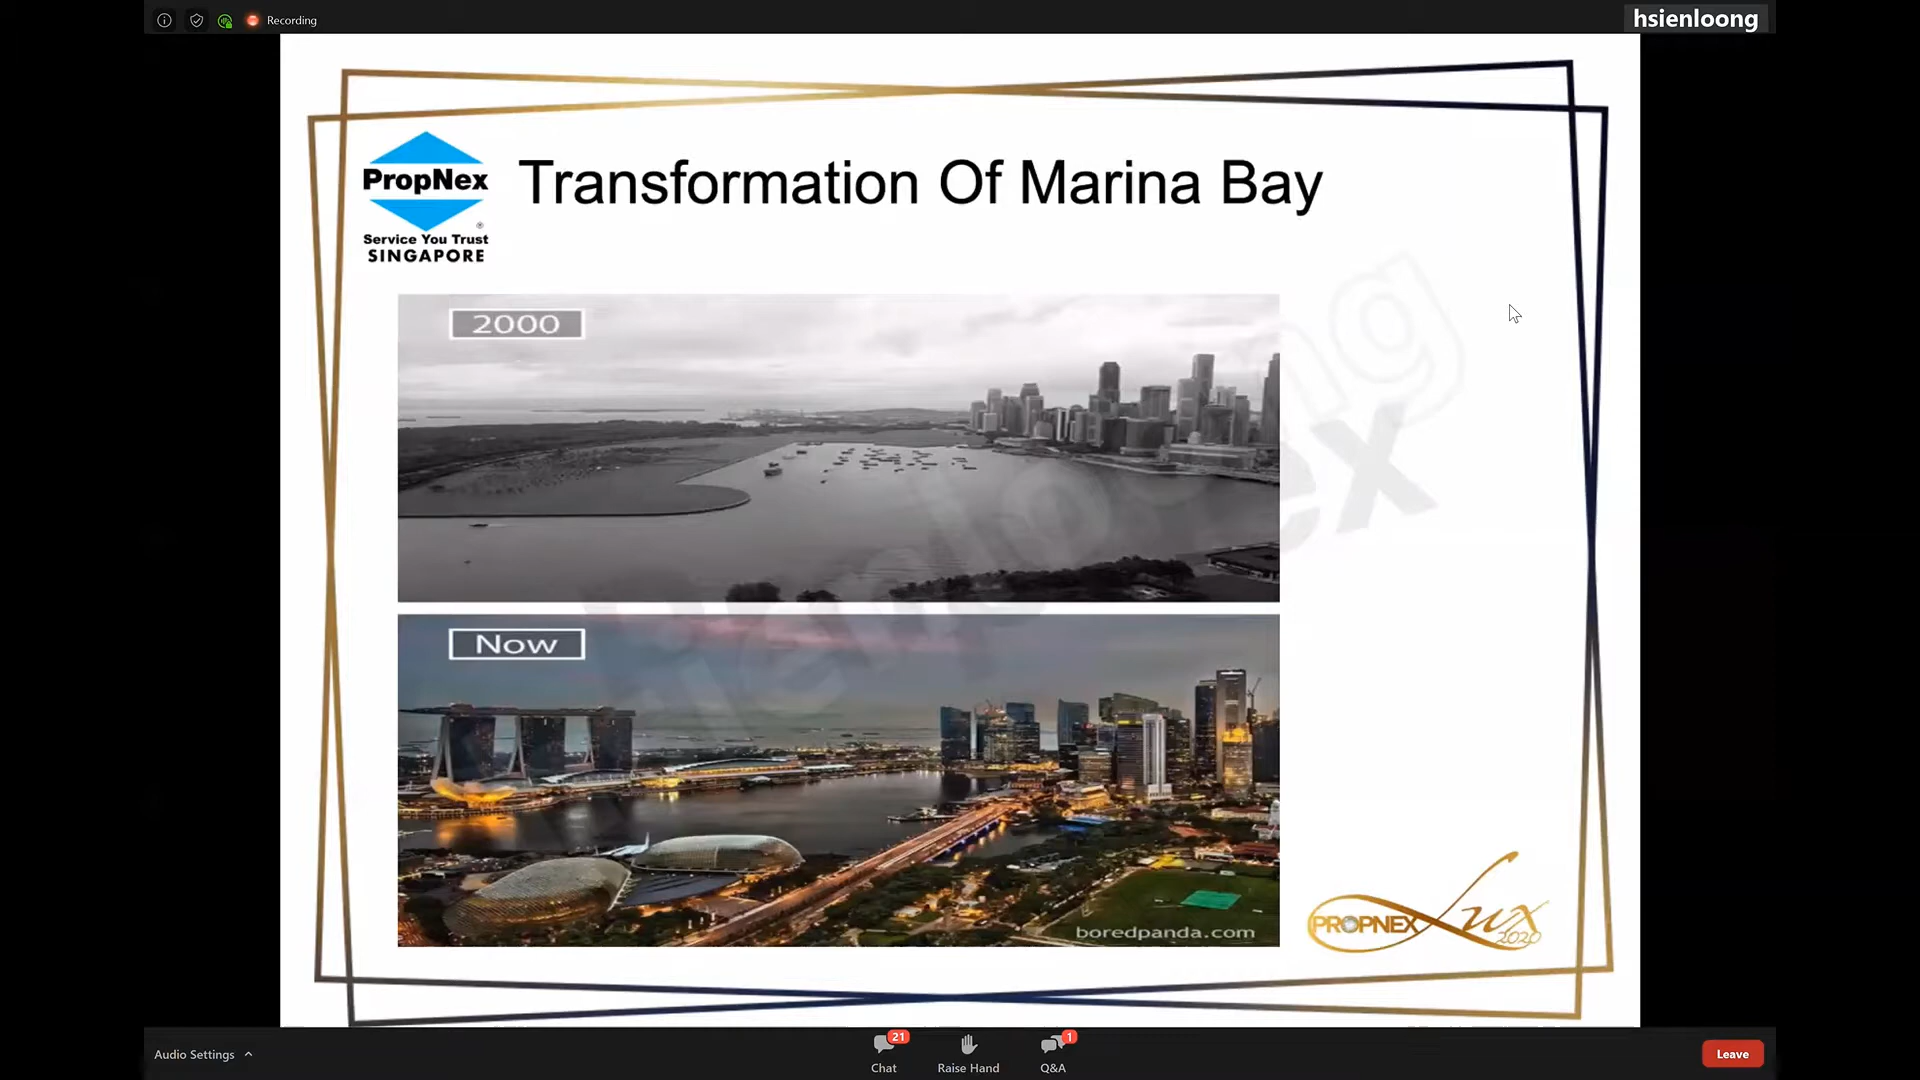 Recording
hsienloong
PropNex
®
Service You Trust
SINGAPORE
Transformation Of Marina Bay
2000
Now
boredpanda.com
PROPNEX Lux
2020
Audio Settings
21
Chat
Raise Hand
1
Q&A
Leave